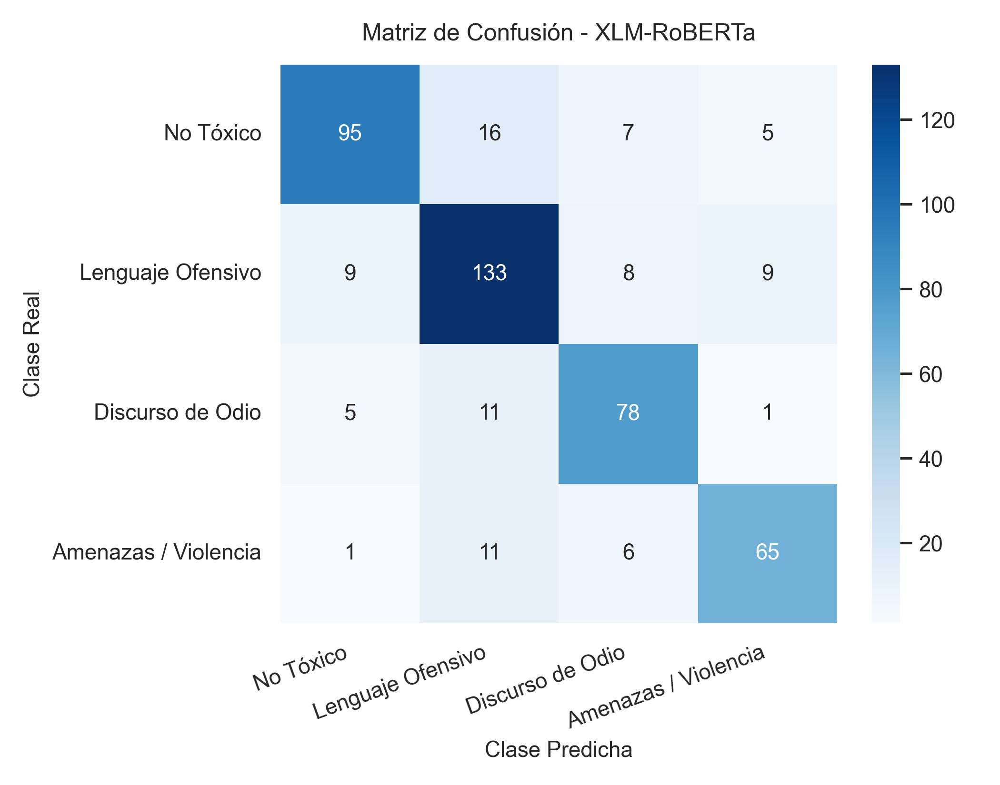 Matriz de Confusión - XLM-RoBERTa
No Tóxico 95 16 7 5
Lenguaje Ofensivo 9 133 8 9
Discurso de Odio 5 11 78 1
Amenazas / Violencia 1 11 6 65
Clase Real
No Tóxico
Lenguaje Ofensivo
Discurso de Odio
Amenazas / Violencia
Clase Predicha
120
100
80
60
40
20